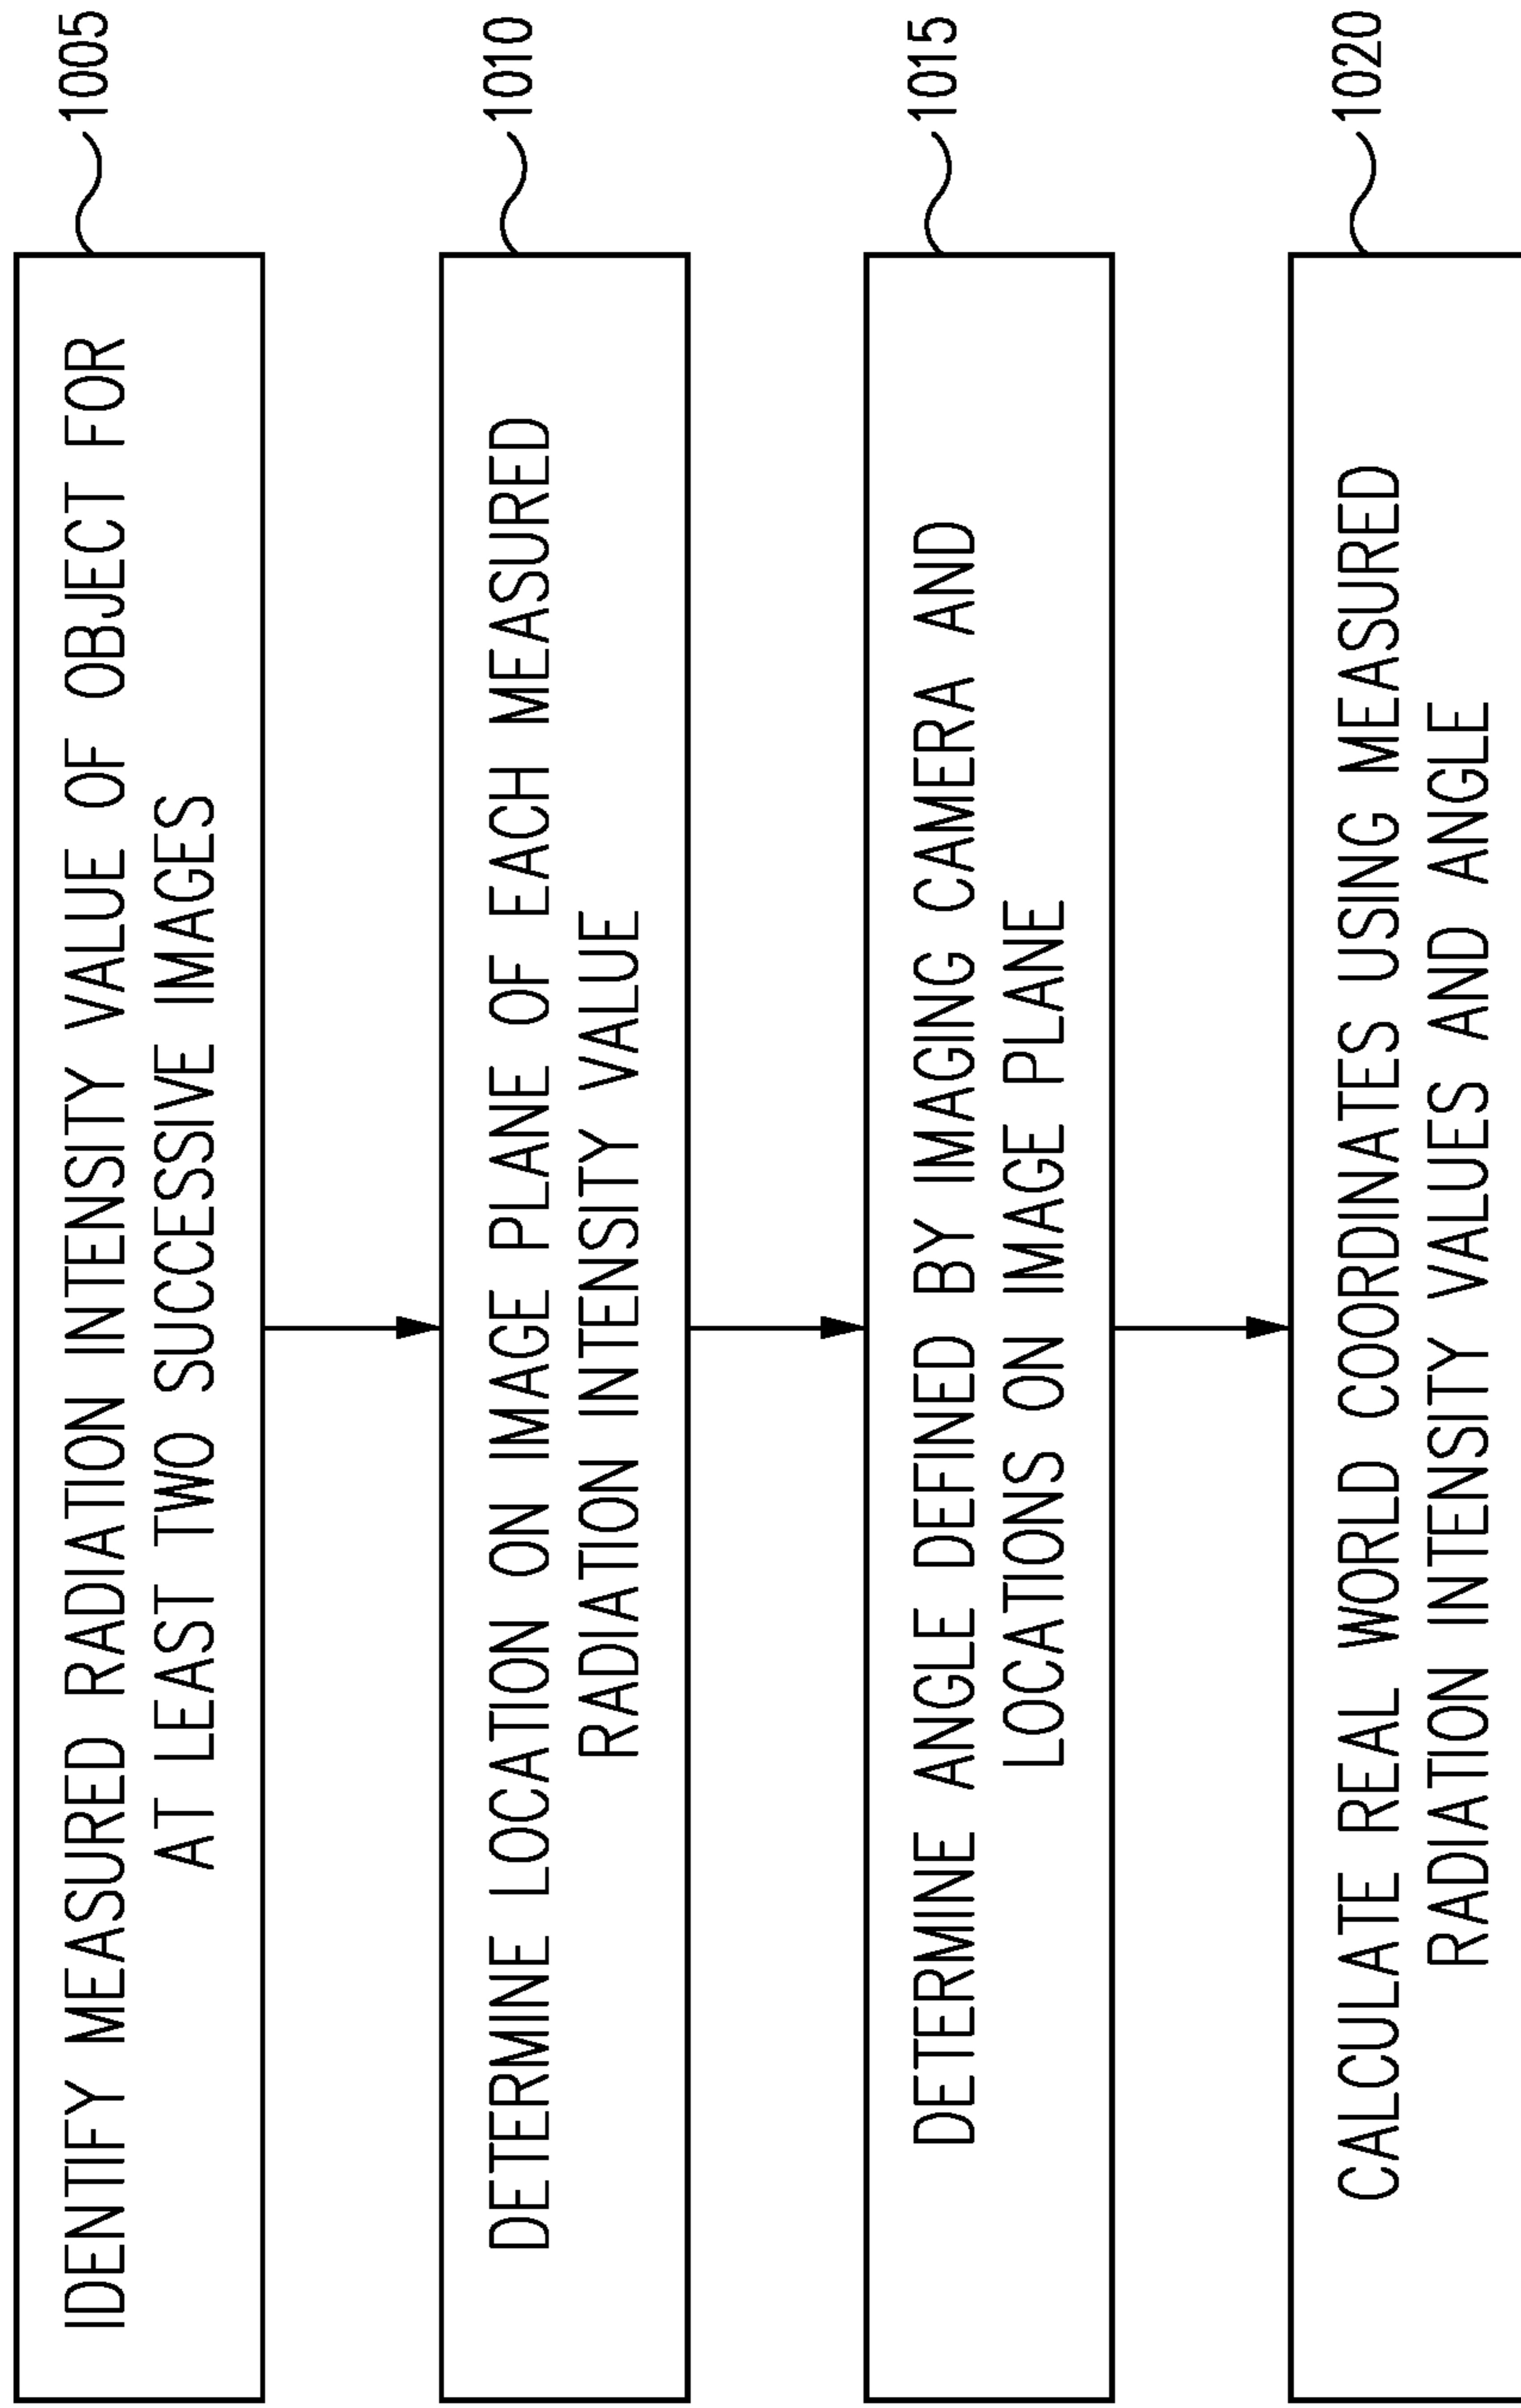 IDENTIFY MEASURED RADIATION INTENSITY VALUE OF OBJECT FOR
AT LEAST TWO SUCCESSIVE IMAGES
1005
DETERMINE LOCATION ON IMAGE PLANE OF EACH MEASURED
RADIATION INTENSITY VALUE
1010
DETERMINE ANGLE DEFINED BY IMAGING CAMERA AND
LOCATIONS ON IMAGE PLANE
1015
CALCULATE REAL WORLD COORDINATES USING MEASURED
RADIATION INTENSITY VALUES AND ANGLE
1020